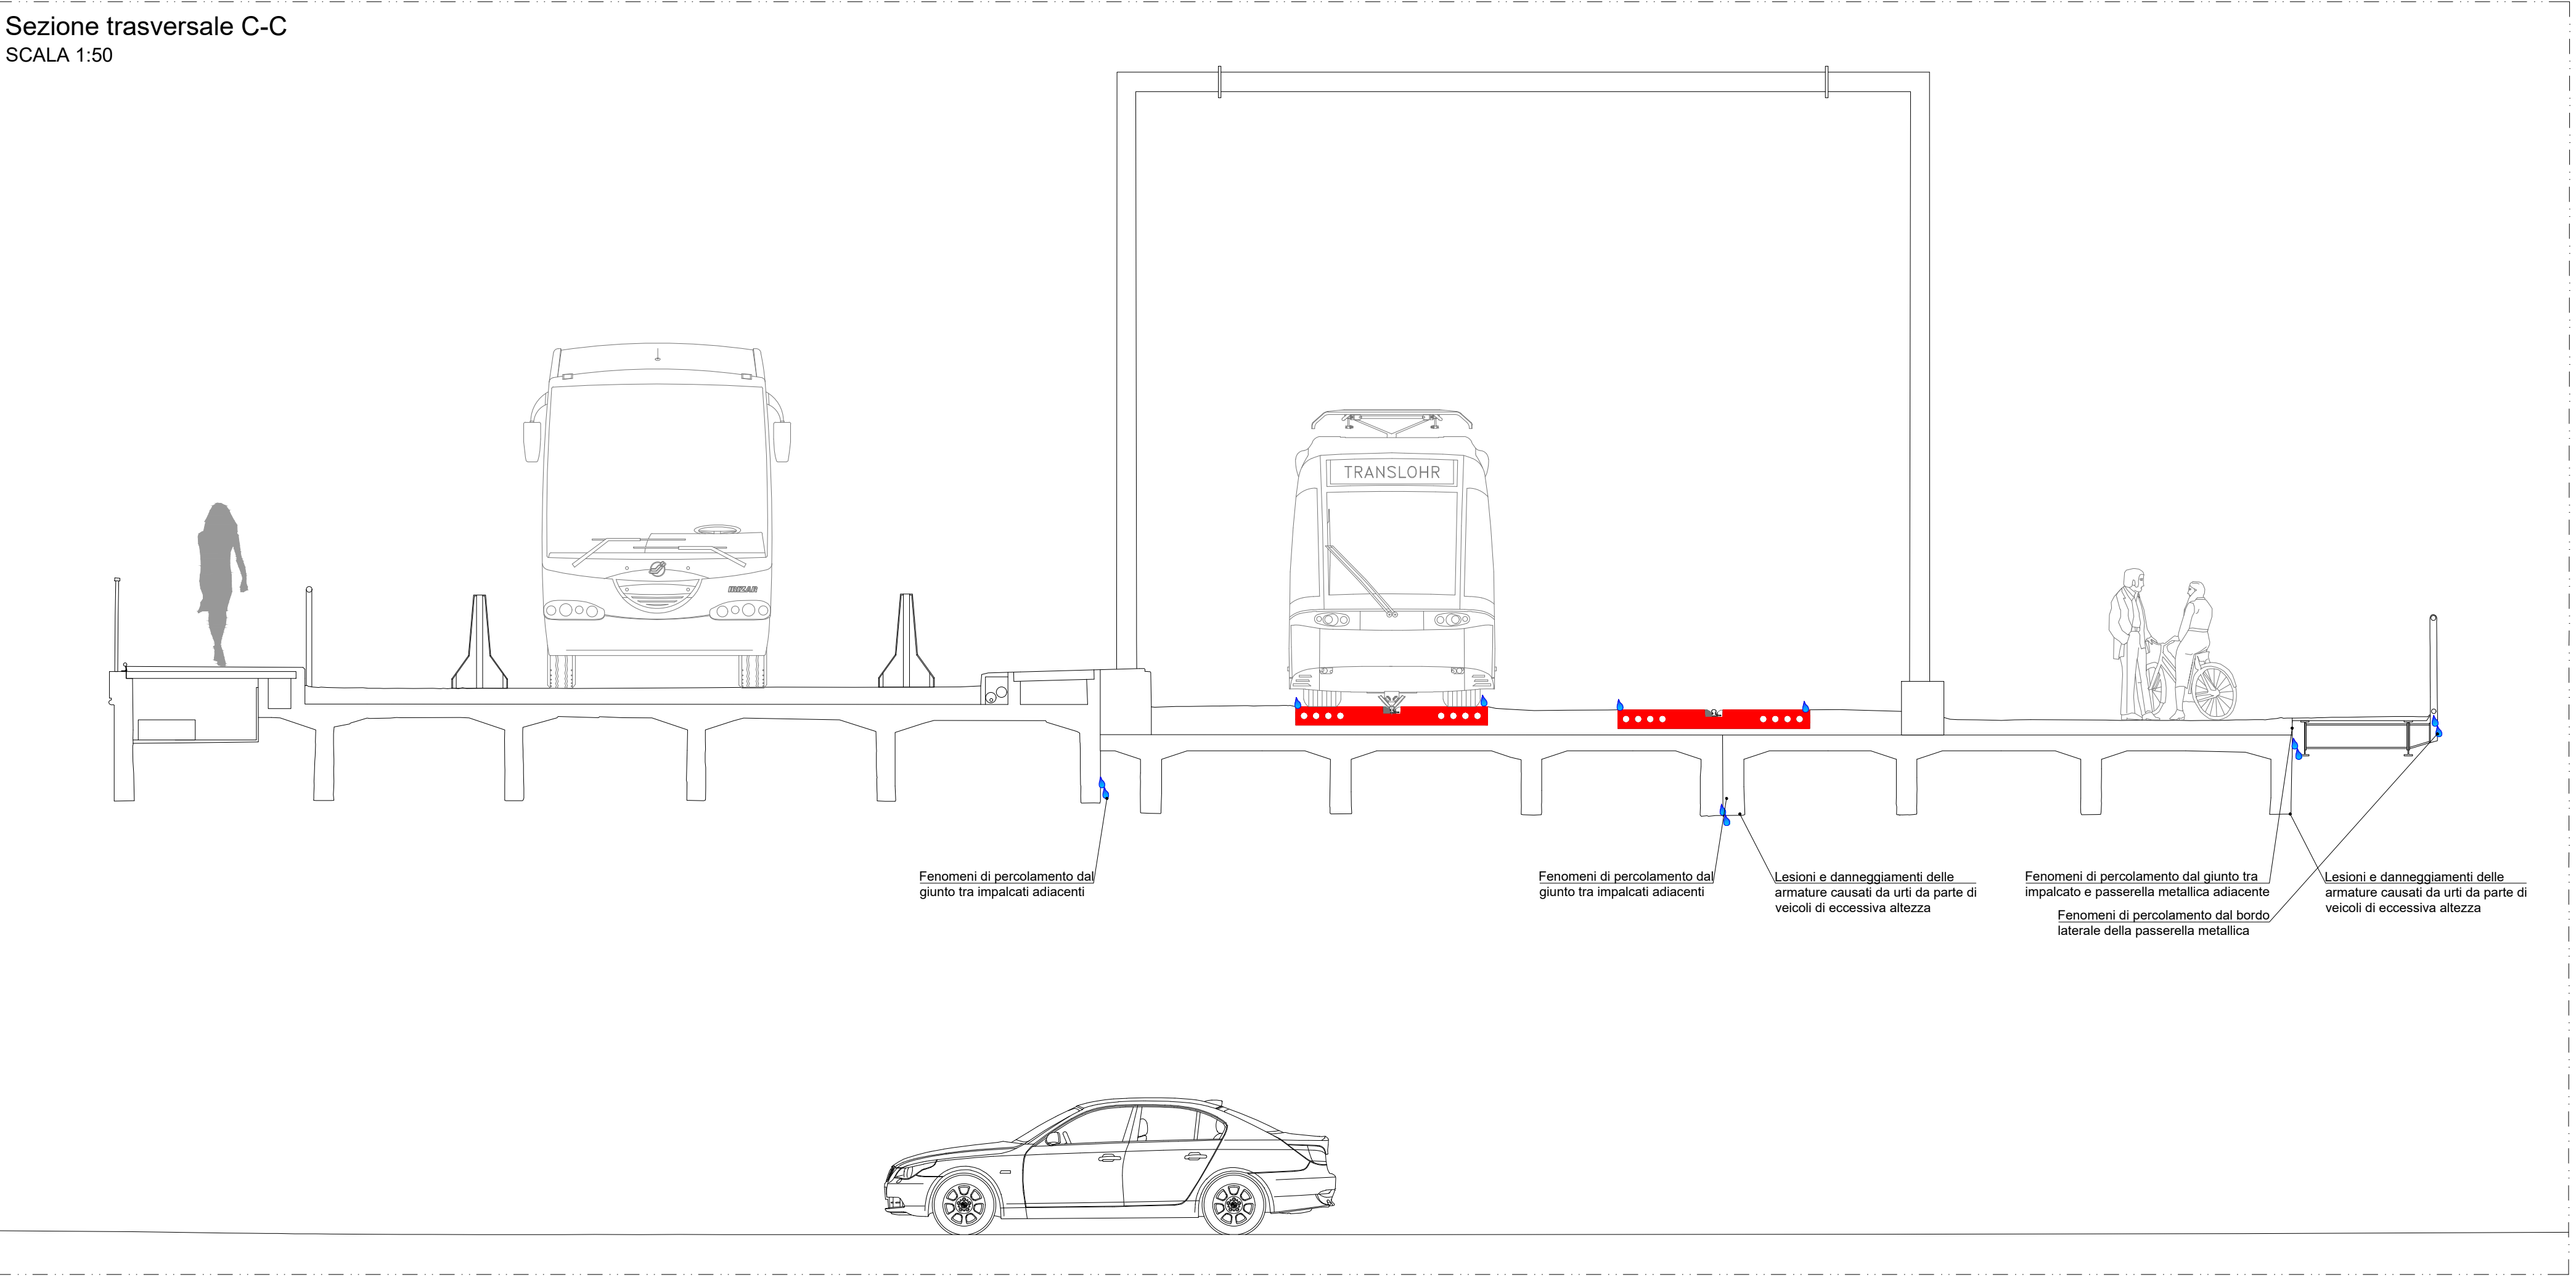 Sezione trasversale C-C
SCALA 1:50
TRANSLOHR
IRIZAR
Fenomeni di percolamento dal
giunto tra impalcati adiacenti
Fenomeni di percolamento dal
giunto tra impalcati adiacenti
Lesioni e danneggiamenti delle
armature causati da urti da parte di
veicoli di eccessiva altezza
Fenomeni di percolamento dal giunto tra
impalcato e passerella metallica adiacente
Fenomeni di percolamento dal bordo
laterale della passerella metallica
Lesioni e danneggiamenti delle
armature causati da urti da parte di
veicoli di eccessiva altezza